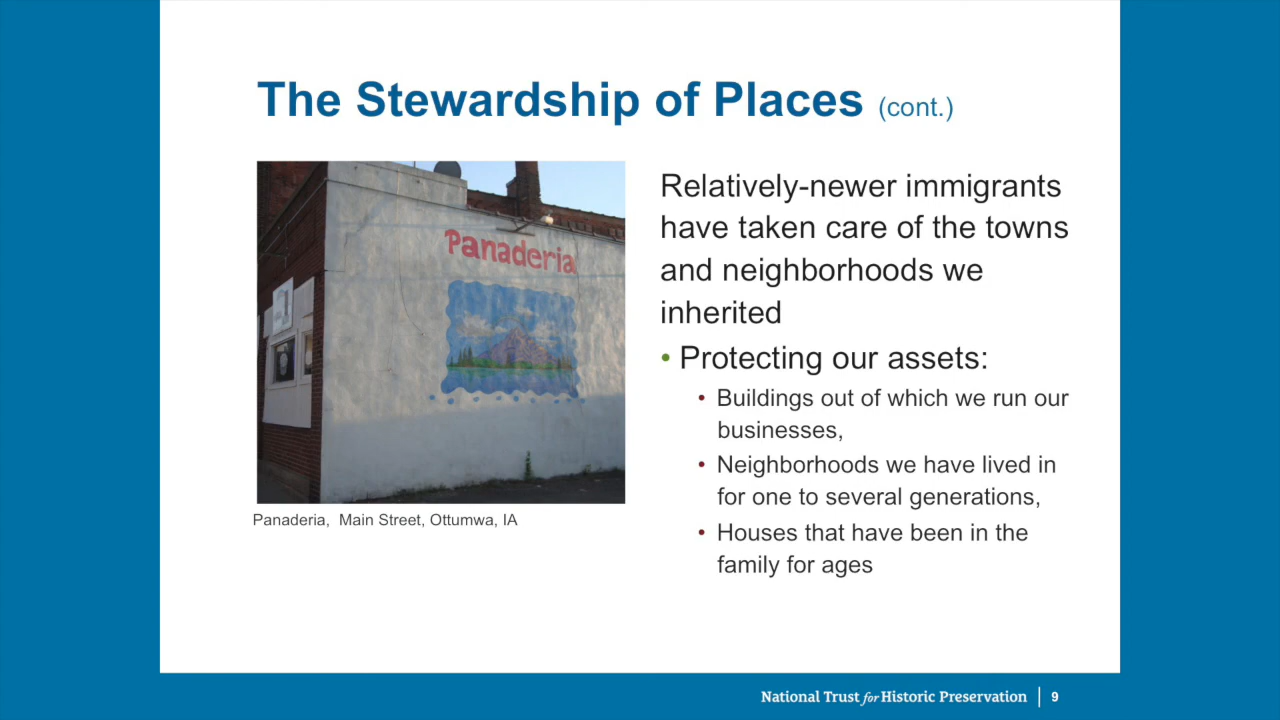 The Stewardship of Places (cont.)
Panaderia
Panaderia, Main Street, Ottumwa, IA
Relatively-newer immigrants
have taken care of the towns
and neighborhoods we
inherited
• Protecting our assets:
• Buildings out of which we run our
businesses,
• Neighborhoods we have lived in
for one to several generations,
• Houses that have been in the
family for ages
National Trust for Historic Preservation | 9